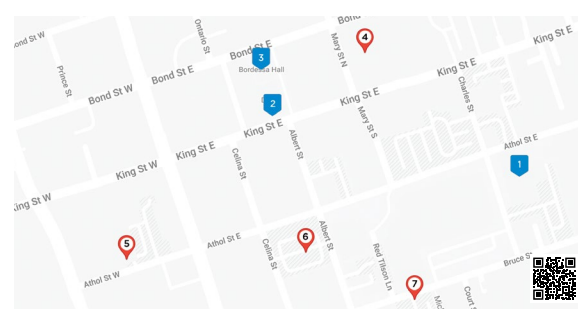 Bond
King St E
Ontario St
4
ond St W
Mary St N
Bond St E
3
Bordessa Hall
Prince St
Bond St E
King St E
Charles St
Bond St W
King St E
2
Mary St S
King St E
Albert St
Athol St E
King St E
Celina St
1
King St W
ing St W
Albert St
6
5
Athol St E
Celina St
Red Tilson Ln
Bruce S
Athol St W
7
Court